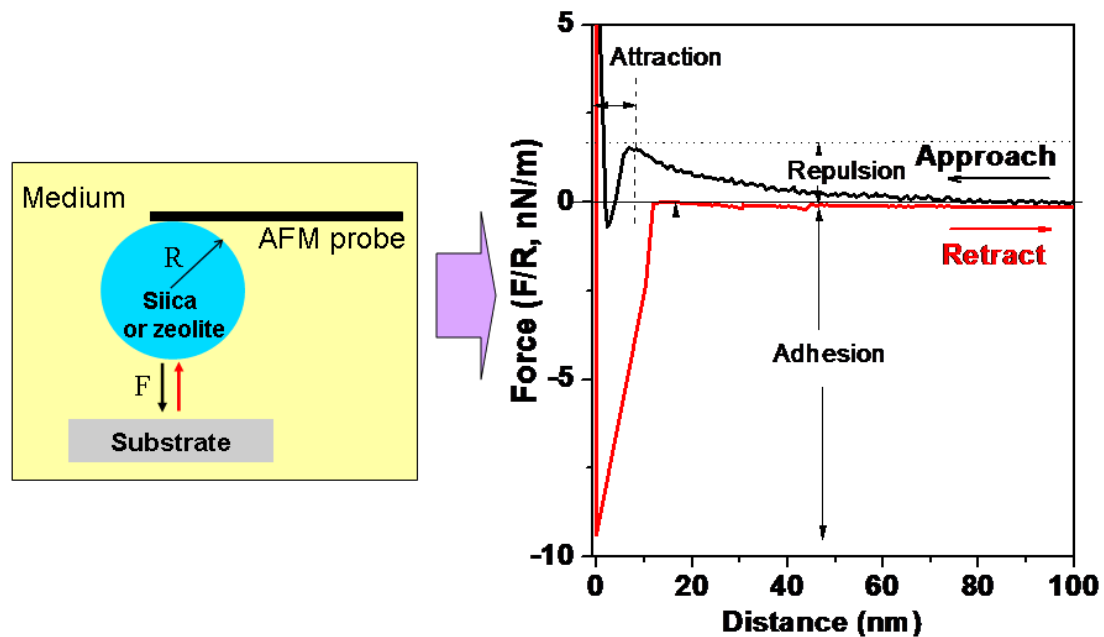 Medium
AFM probe
R
Siica
or zeolite
F
Substrate
Force (F/R, nN/m)
5
0
-5
-10
Attraction
Repulsion
Approach
Retract
Adhesion
0
20
40
60
80
100
Distance (nm)